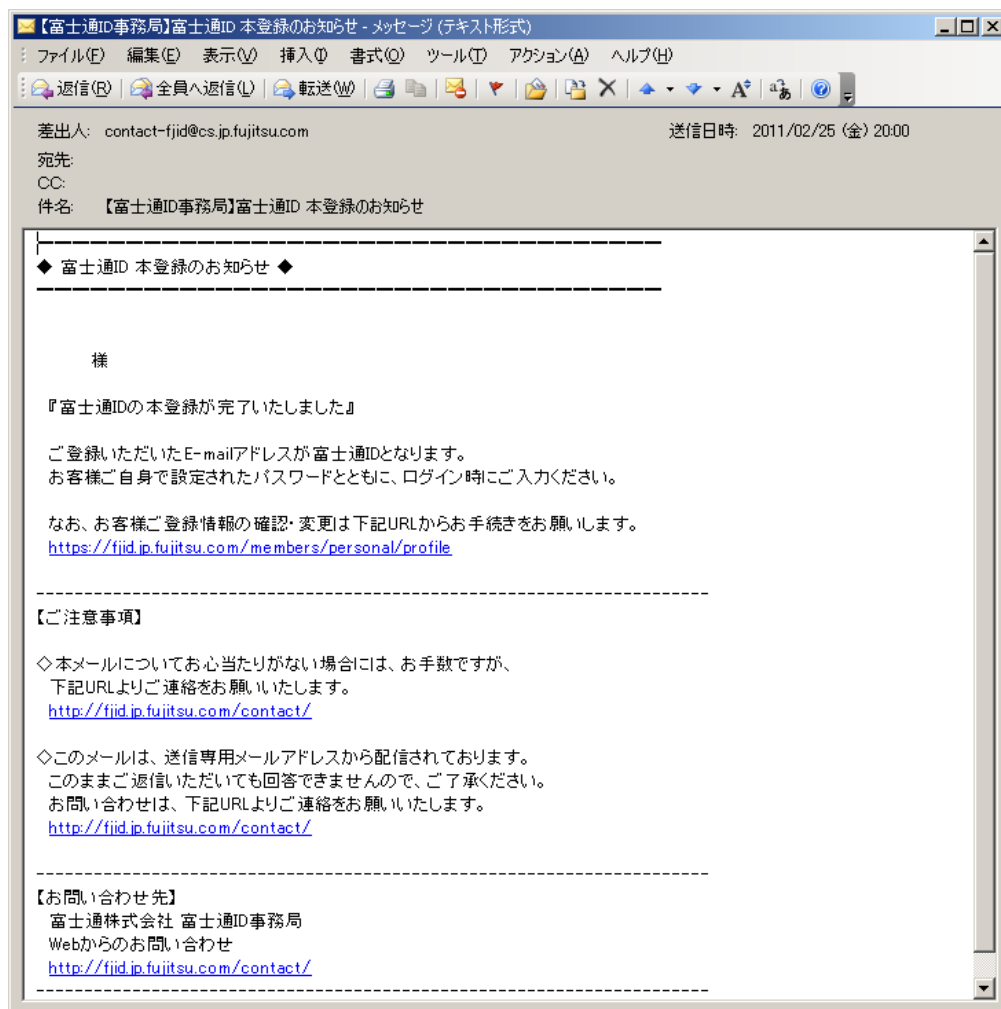 【富士通ID事務局】富士通ID 本登録のお知らせ - メッセージ (テキスト形式)
ファイル(F) 編集(E) 表示(V) 挿入(I) 書式(O) ツール(T) アクション(A) ヘルプ(H)
返信(R) 全員へ返信(L) 転送(W)
差出人: contact-fjid@cs.jp.fujitsu.com 送信日時: 2011/02/25 (金) 20:00
宛先:
CC:
件名: 【富士通ID事務局】富士通ID 本登録のお知らせ
◆ 富士通ID 本登録のお知らせ ◆
様
『富士通IDの本登録が完了いたしました』
ご登録いただいたE-mailアドレスが富士通IDとなります。
お客様ご自身で設定されたパスワードとともに、ログイン時にご入力ください。
なお、お客様ご登録情報の確認・変更は下記URLからお手続きをお願いします。
https://fjid.jp.fujitsu.com/members/personal/profile
--------------------------------------------------------------------
【ご注意事項】
◇本メールについてお心当たりがない場合には、お手数ですが、
下記URLよりご連絡をお願いいたします。
http://fjid.jp.fujitsu.com/contact/
◇このメールは、送信専用メールアドレスから配信されております。
このままご返信いただいても回答できませんので、ご了承ください。
お問い合わせは、下記URLよりご連絡をお願いいたします。
http://fjid.jp.fujitsu.com/contact/
--------------------------------------------------------------------
【お問い合わせ先】
富士通株式会社 富士通ID事務局
Webからのお問い合わせ
http://fjid.jp.fujitsu.com/contact/
--------------------------------------------------------------------